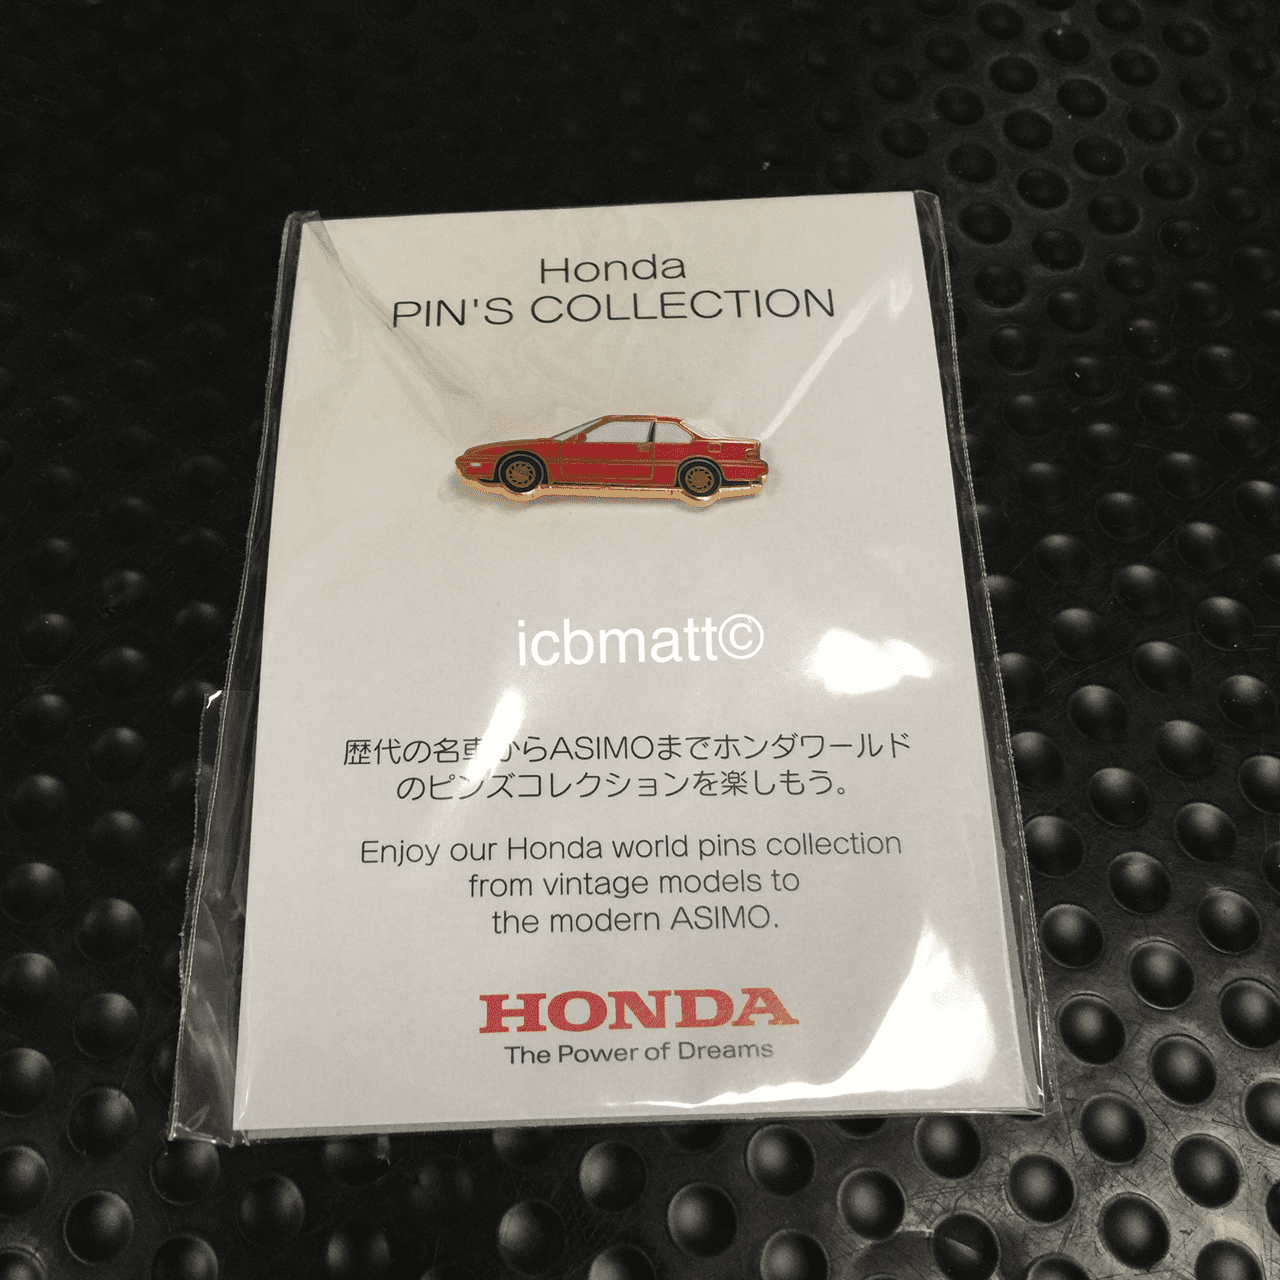 Honda
PIN'S COLLECTION
icbmatt©
歴代の名車からASIMOまでホンダワールド
のピンズコレクションを楽しもう。
Enjoy our Honda world pins collection
from vintage models to
the modern ASIMO.
HONDA
The Power of Dreams